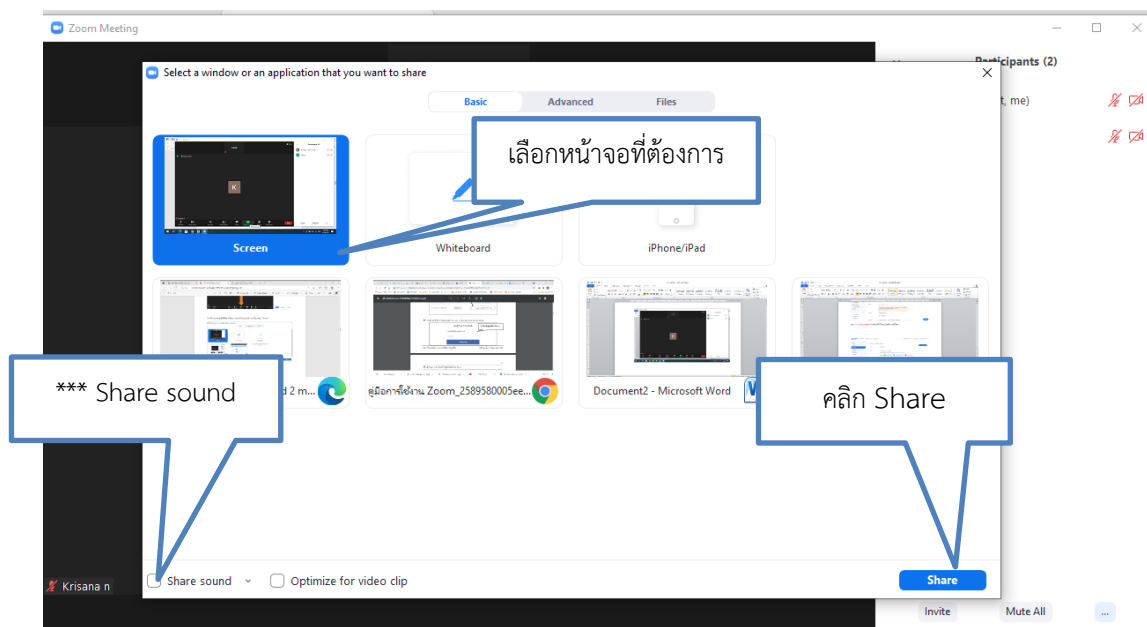 Zoom Meeting
Participants (2)
Select a window or an application that you want to share
t, me)
Basic Advanced Files
เลือกหน้าจอที่ต้องการ
Screen Whiteboard iPhone/iPad
*** Share sound
คลิก Share
d 2 m...
คู่มือการใช้งาน Zoom_2589580005ee...
Document2 - Microsoft Word
Krisana n
Share sound Optimize for video clip Share
Invite Mute All ...